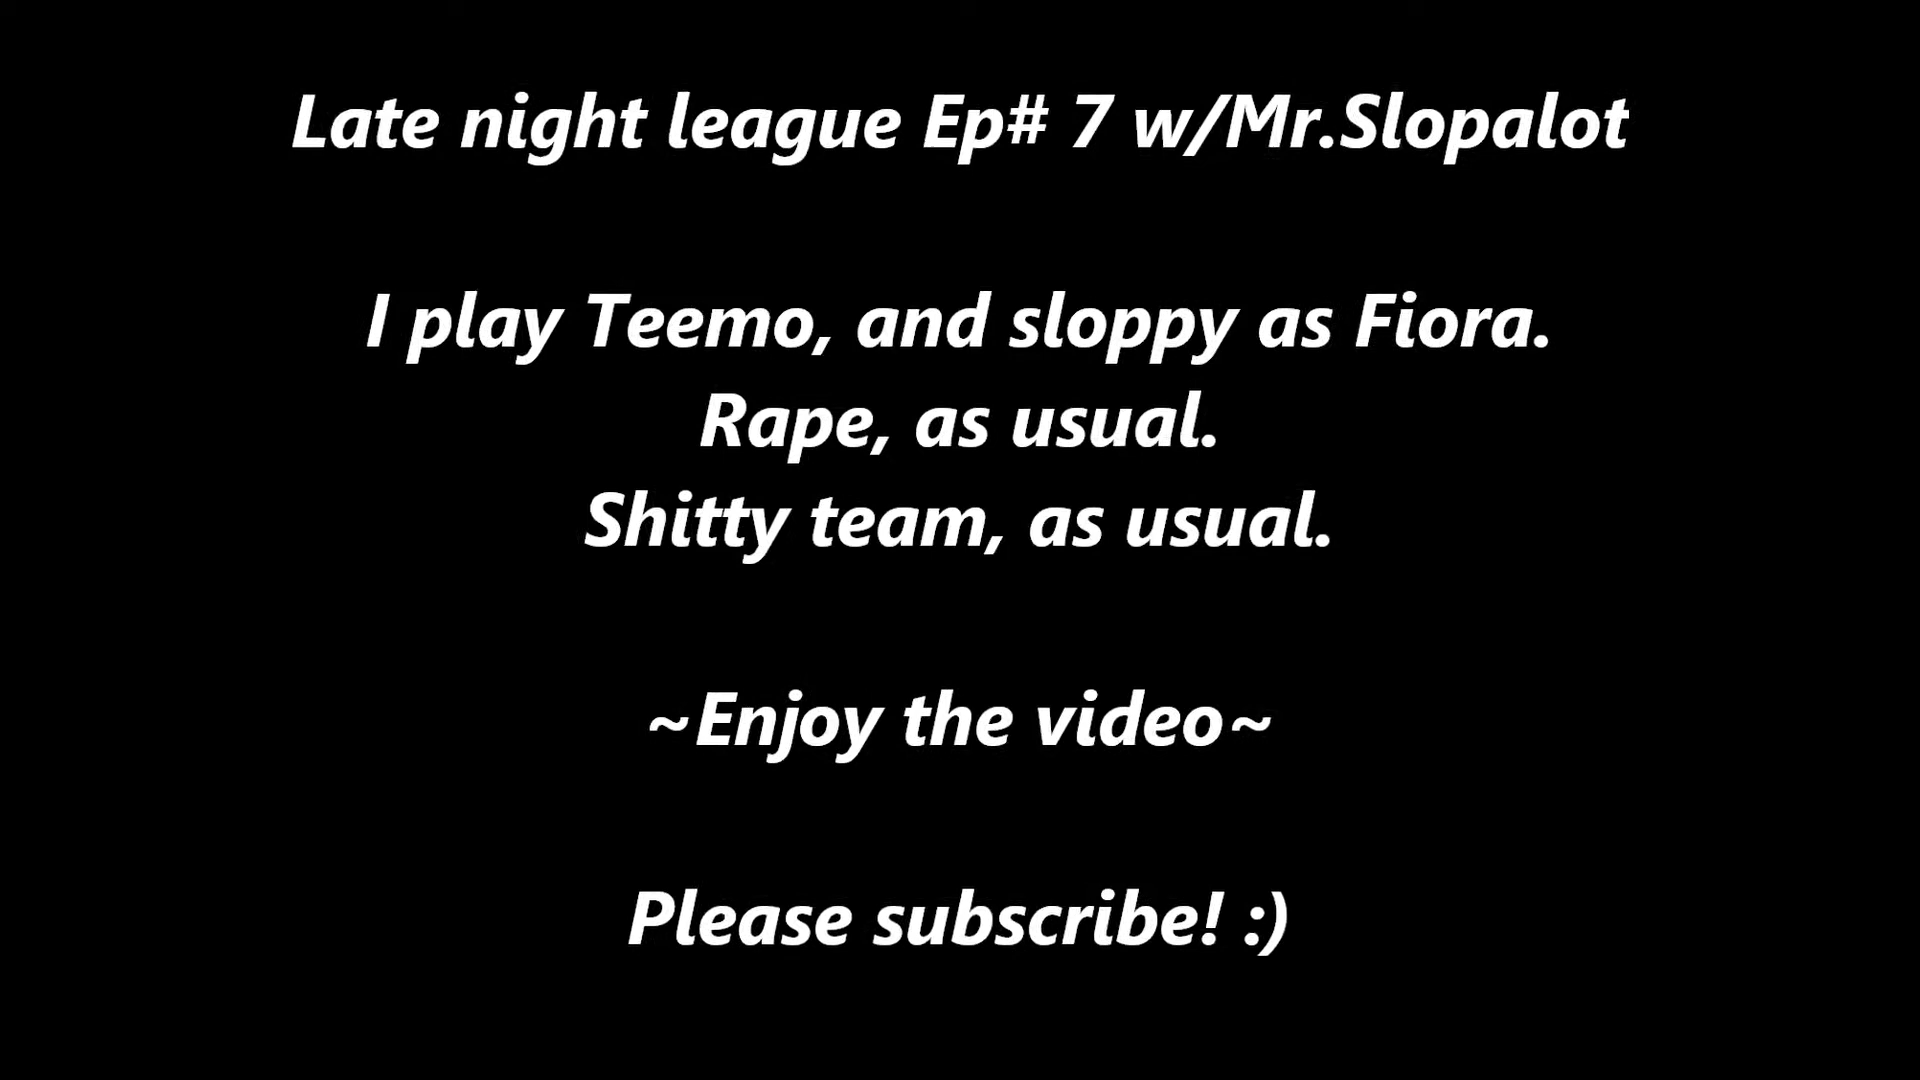 Late night league Ep# 7 w/Mr.Slopalot
I play Teemo, and sloppy as Fiora.
Rape, as usual.
Shitty team, as usual.
~Enjoy the video~
Please subscribe! :)